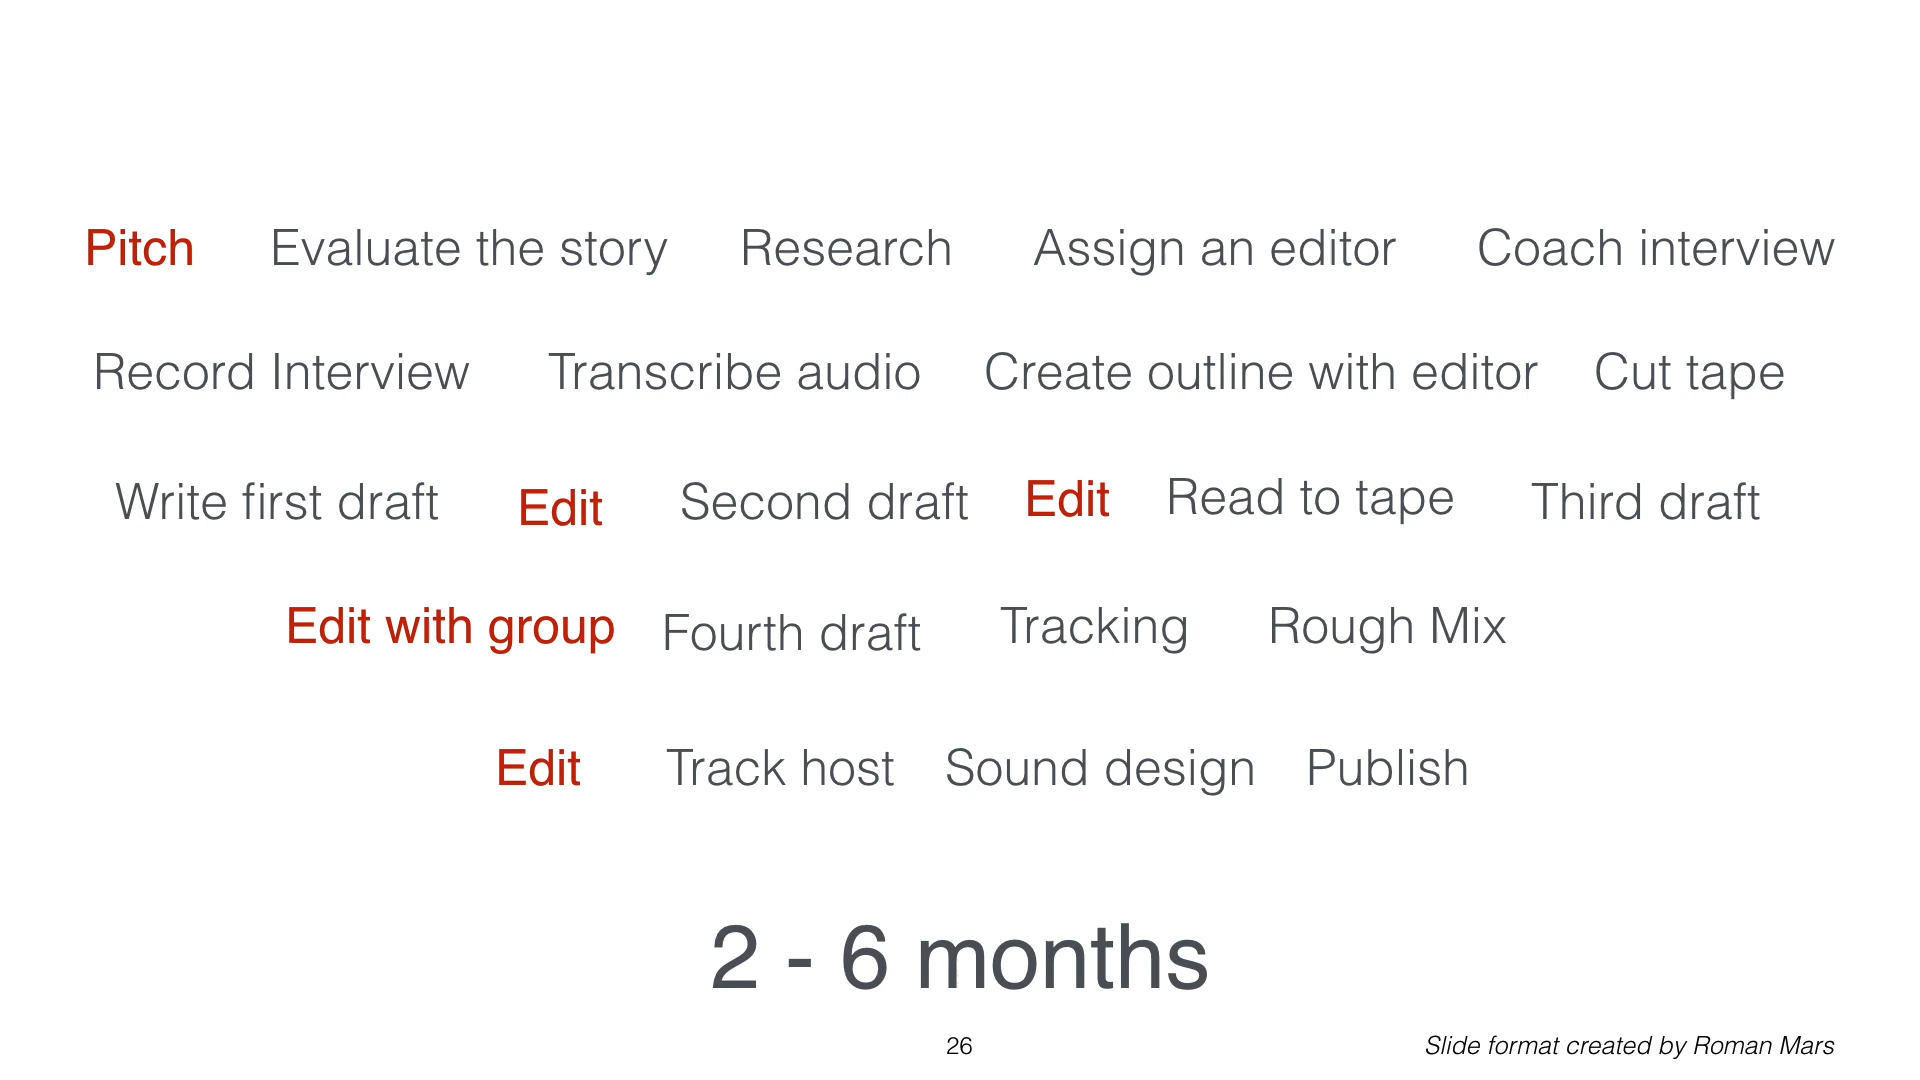 Pitch Evaluate the story Research Assign an editor Coach interview
Record Interview Transcribe audio Create outline with editor Cut tape
Write first draft Edit Second draft Edit Read to tape Third draft
Edit with group Fourth draft Tracking Rough Mix
Edit Track host Sound design Publish
2 - 6 months
26 Slide format created by Roman Mars